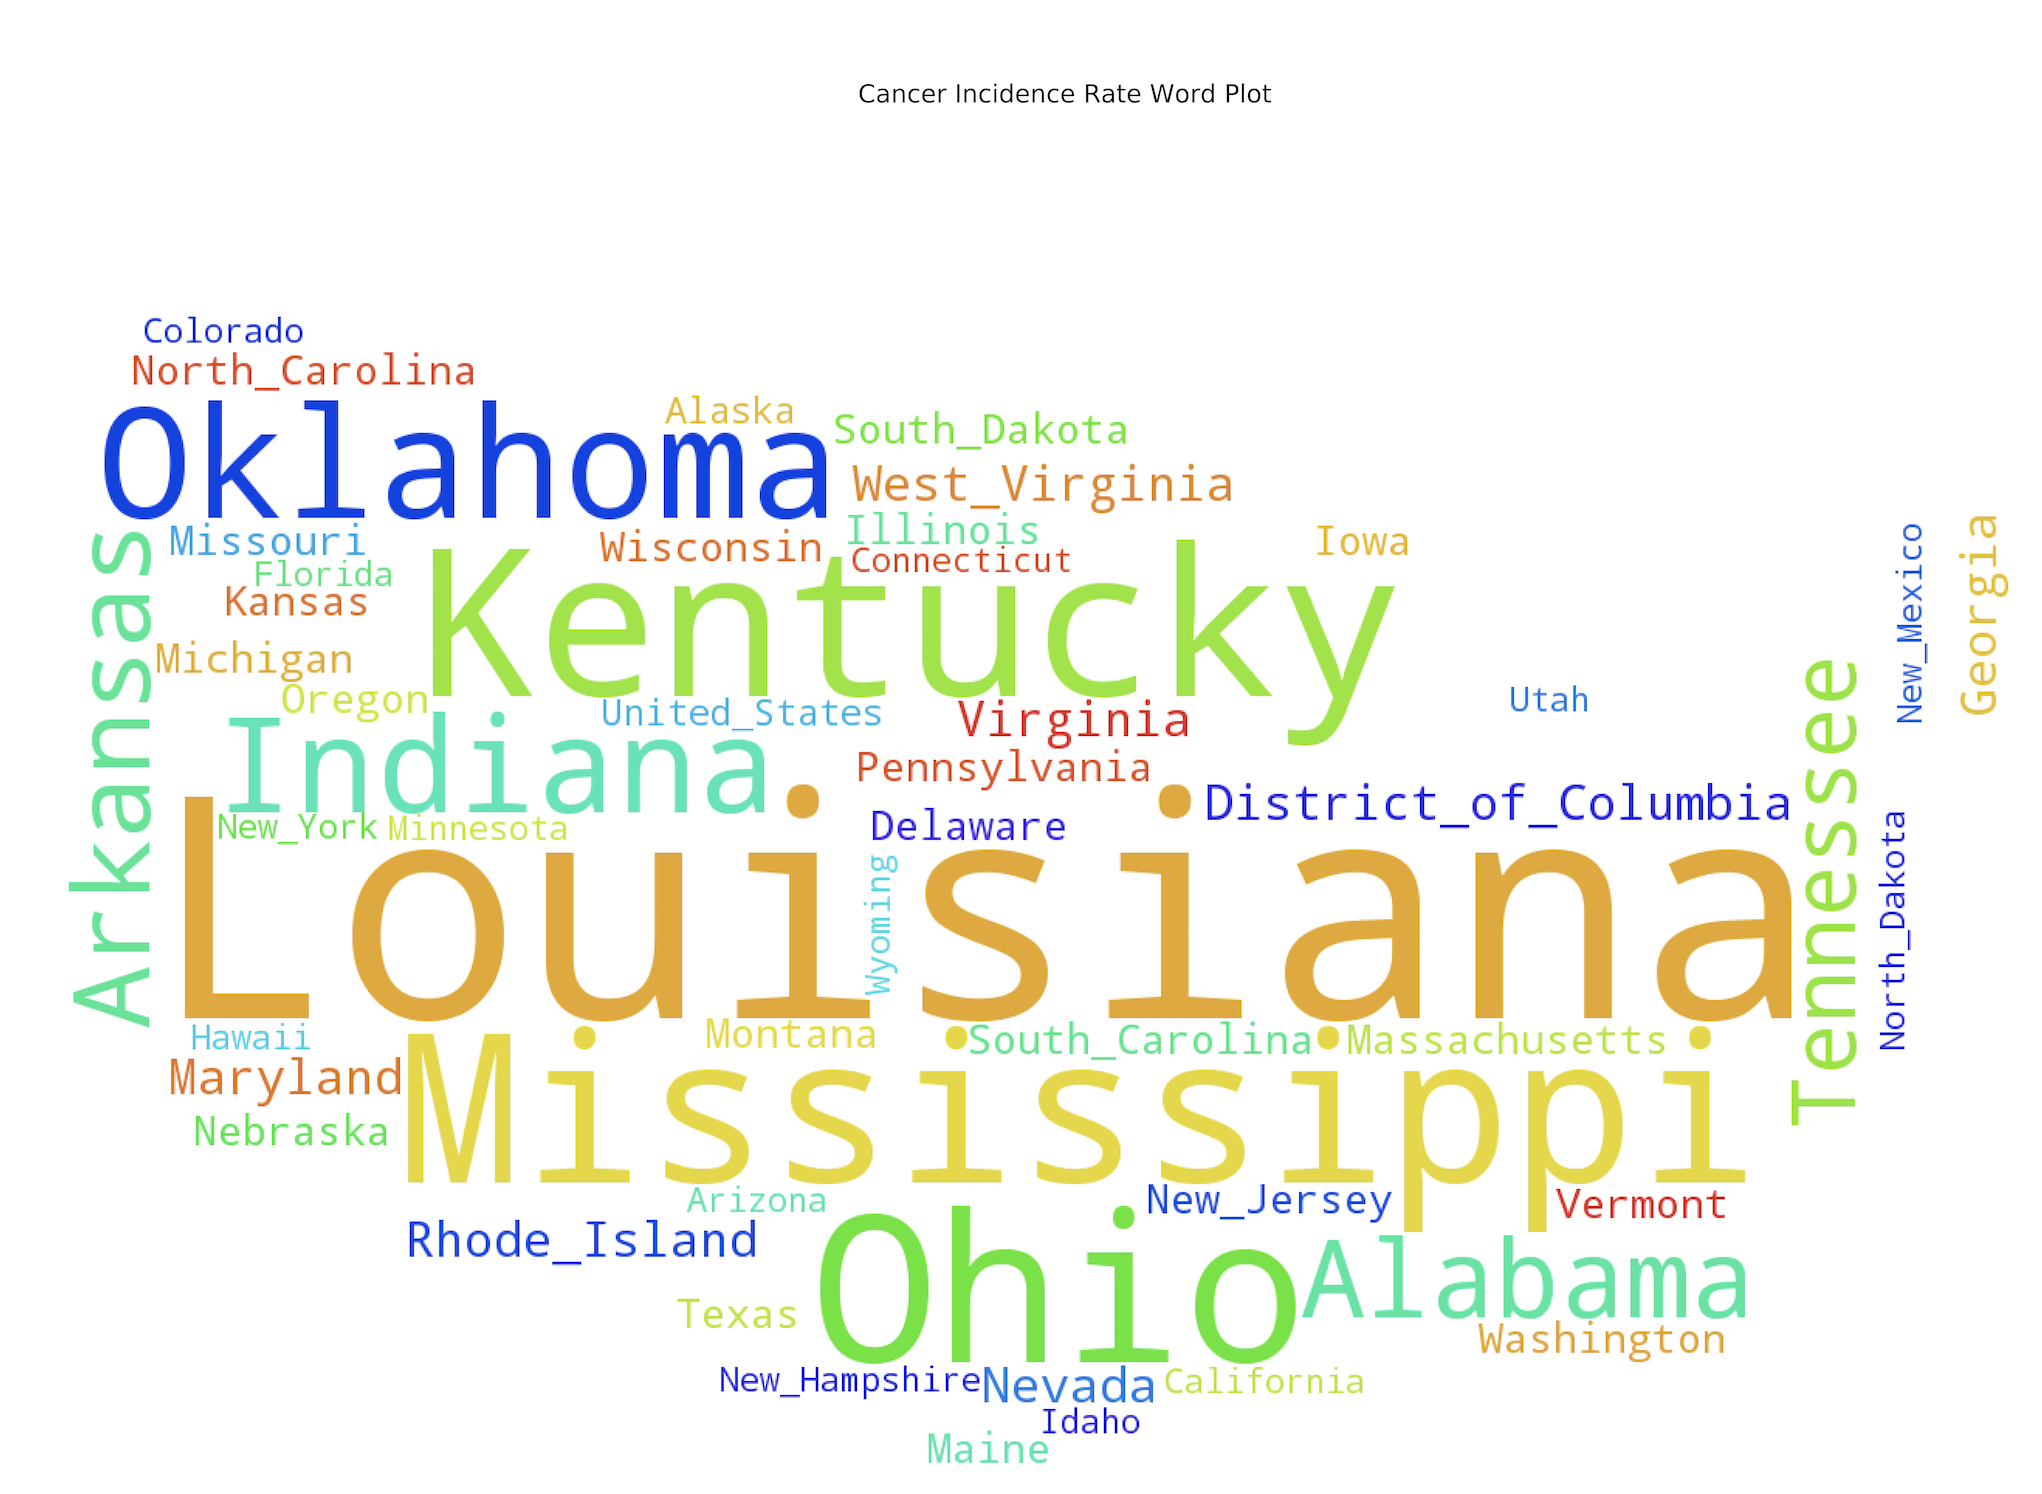 Cancer Incidence Rate Word Plot
Colorado
North_Carolina
Oklahoma
Alaska
South_Dakota
West_Virginia
Missouri
Wisconsin
Illinois
Iowa
Connecticut
Florida
Kansas
Kentucky
New_Mexico
Georgia
Arkansas
Michigan
Oregon
United_States
Virginia
Utah
Indiana
Pennsylvania
District_of_Columbia
New_York
Minnesota
Delaware
Tennessee
Louisiana
Wyoming
North_Dakota
Hawaii
Montana
South_Carolina
Massachusetts
Maryland
Mississippi
Nebraska
Arizona
New_Jersey
Vermont
Rhode_Island
Ohio
Alabama
Texas
Washington
New_Hampshire
Nevada
California
Idaho
Maine